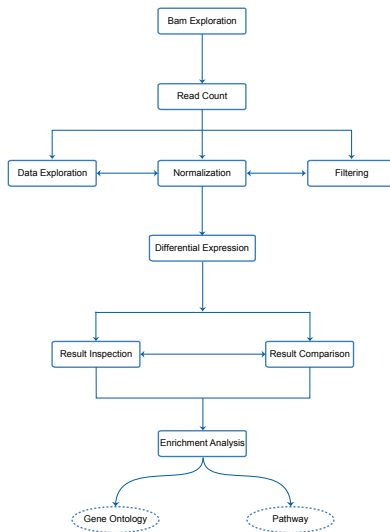 Bam Exploration
Read Count
Data Exploration
Normalization
Filtering
Differential Expression
Result Inspection
Result Comparison
Enrichment Analysis
Gene Ontology
Pathway